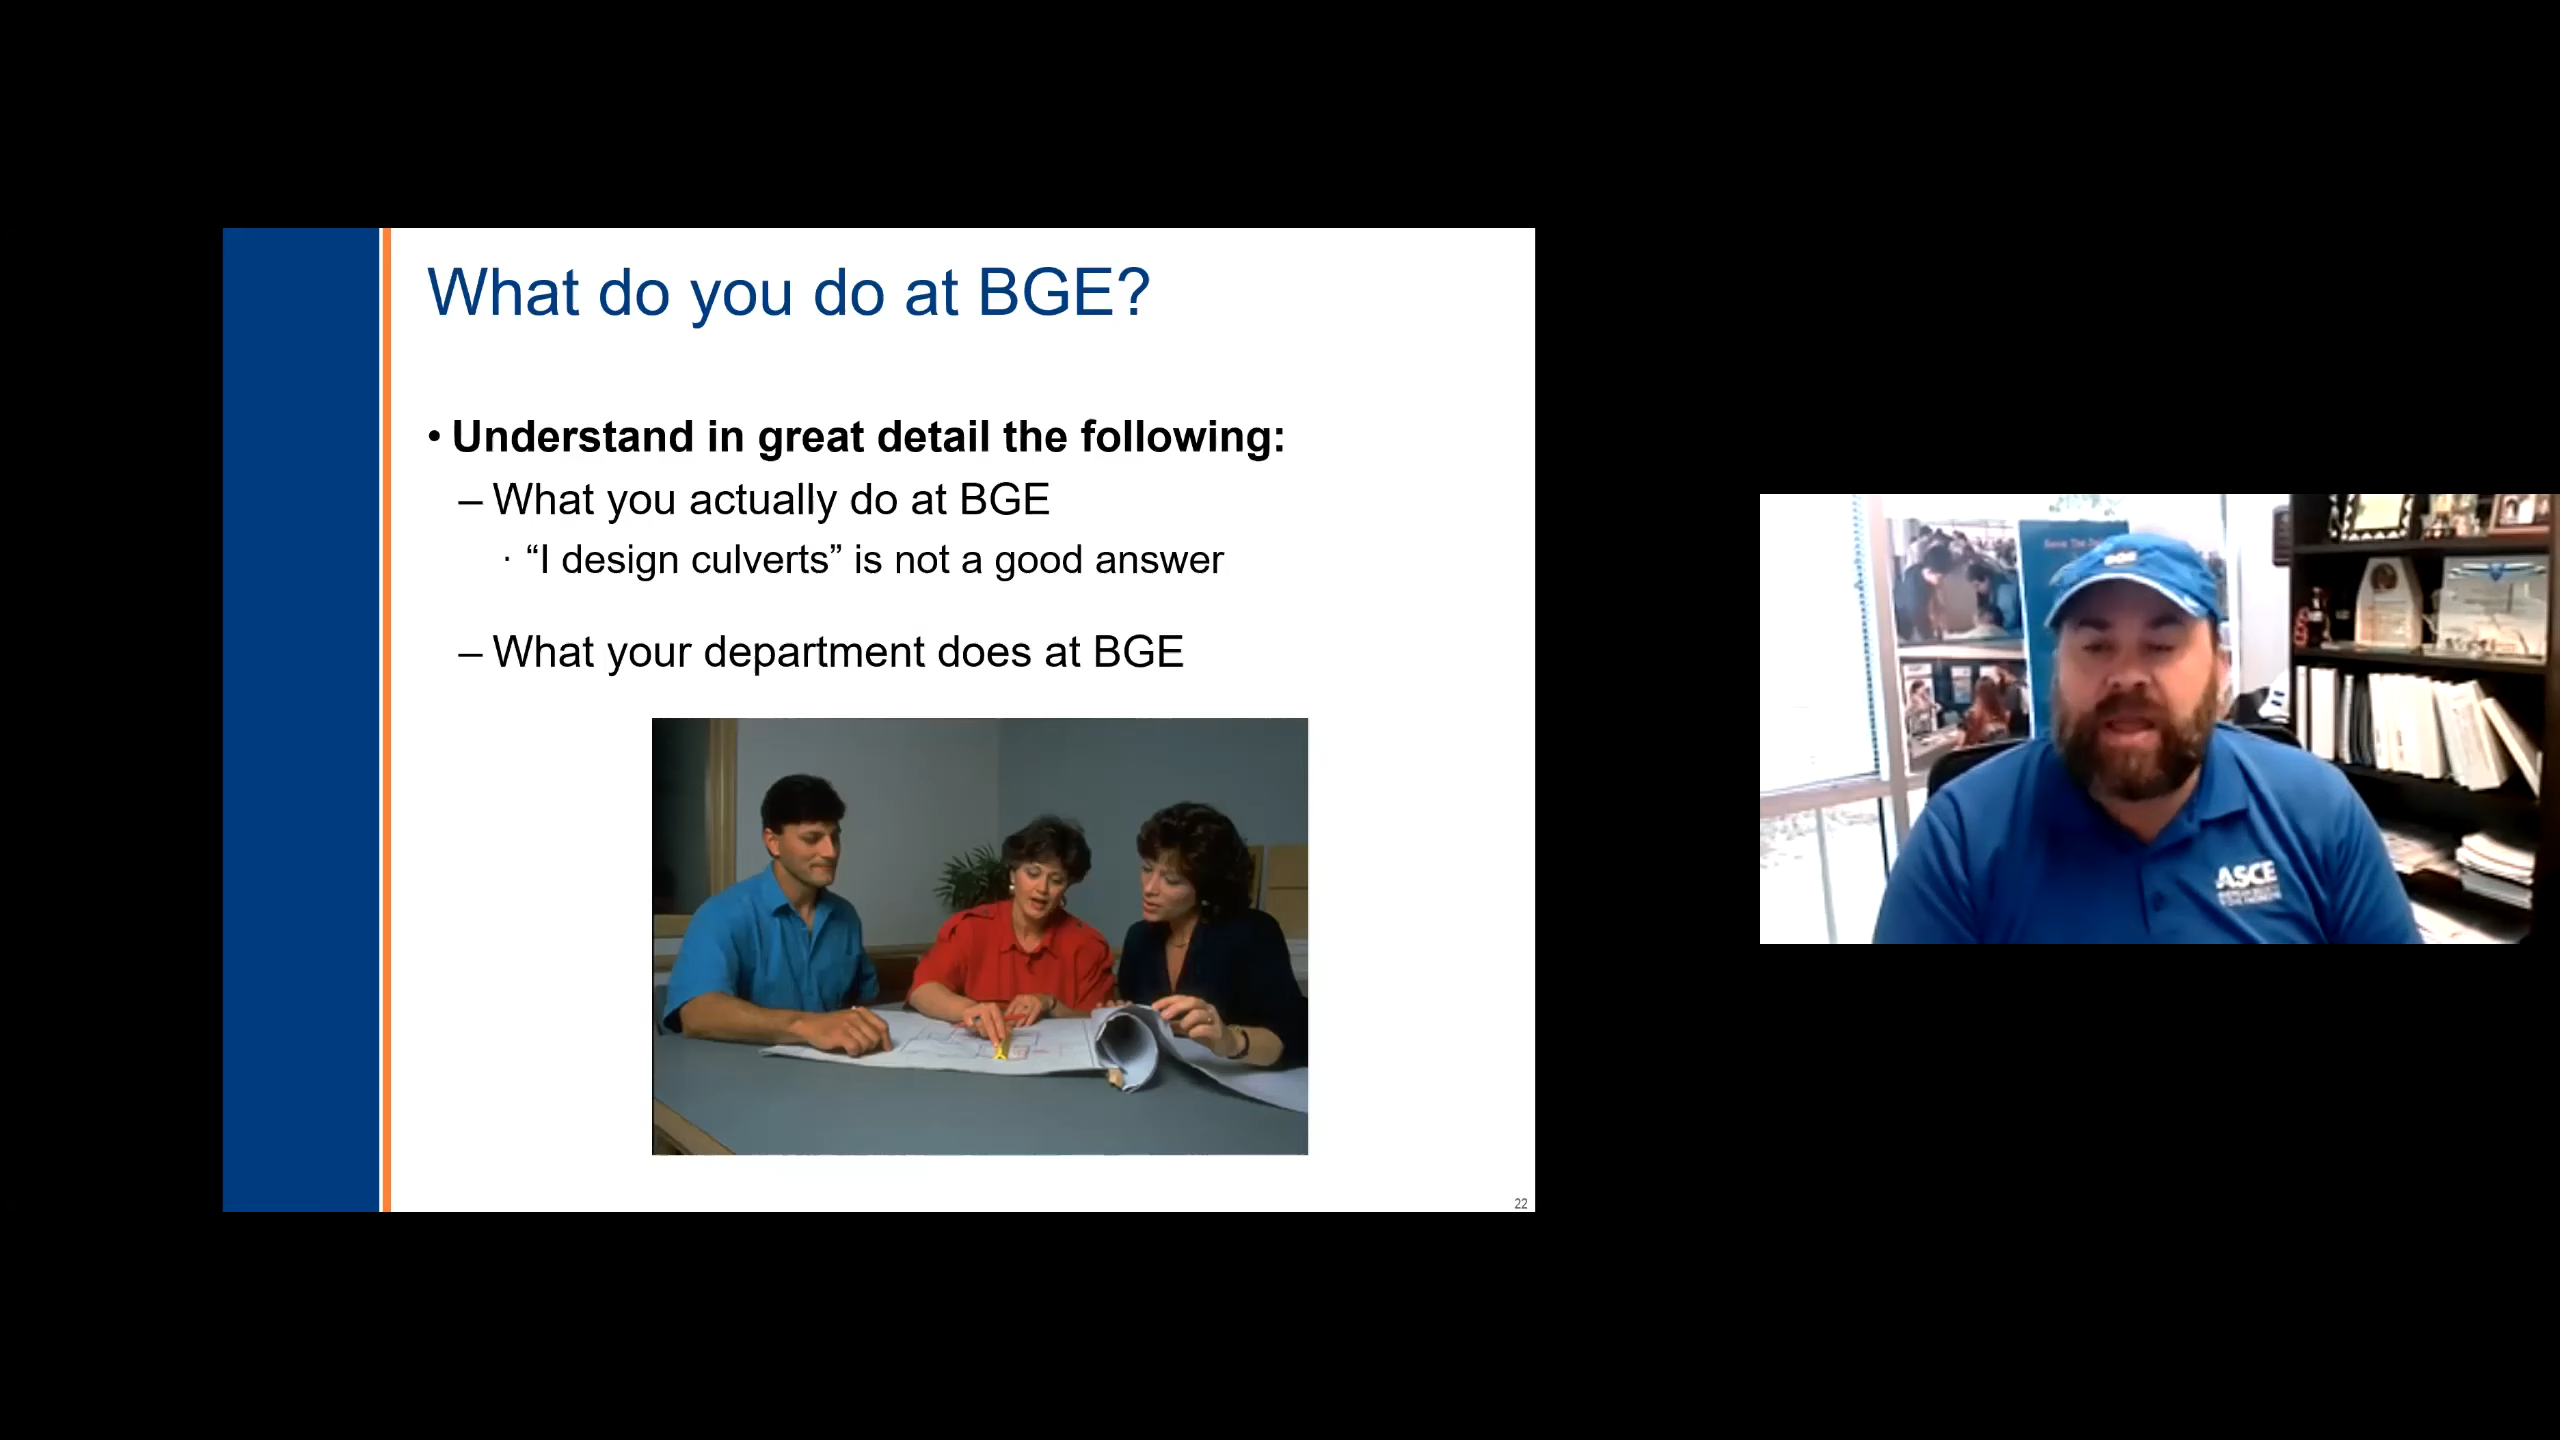 What do you do at BGE?
• Understand in great detail the following:
– What you actually do at BGE
· “I design culverts” is not a good answer
– What your department does at BGE
22
ASCE